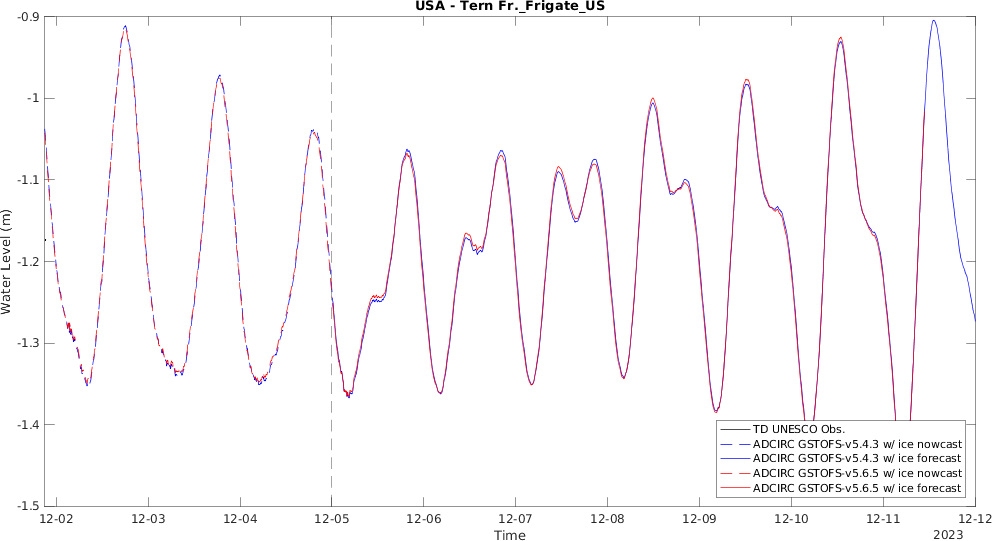 USA - Tern Fr._Frigate_US
-0.9
-1
-1.1
-1.2
-1.3
-1.4
-1.5
Water Level (m)
TD UNESCO Obs.
ADCIRC GSTOFS-v5.4.3 w/ ice nowcast
ADCIRC GSTOFS-v5.4.3 w/ ice forecast
ADCIRC GSTOFS-v5.6.5 w/ ice nowcast
ADCIRC GSTOFS-v5.6.5 w/ ice forecast
12-02 12-03 12-04 12-05 12-06 12-07 12-08 12-09 12-10 12-11 12-12
Time
2023